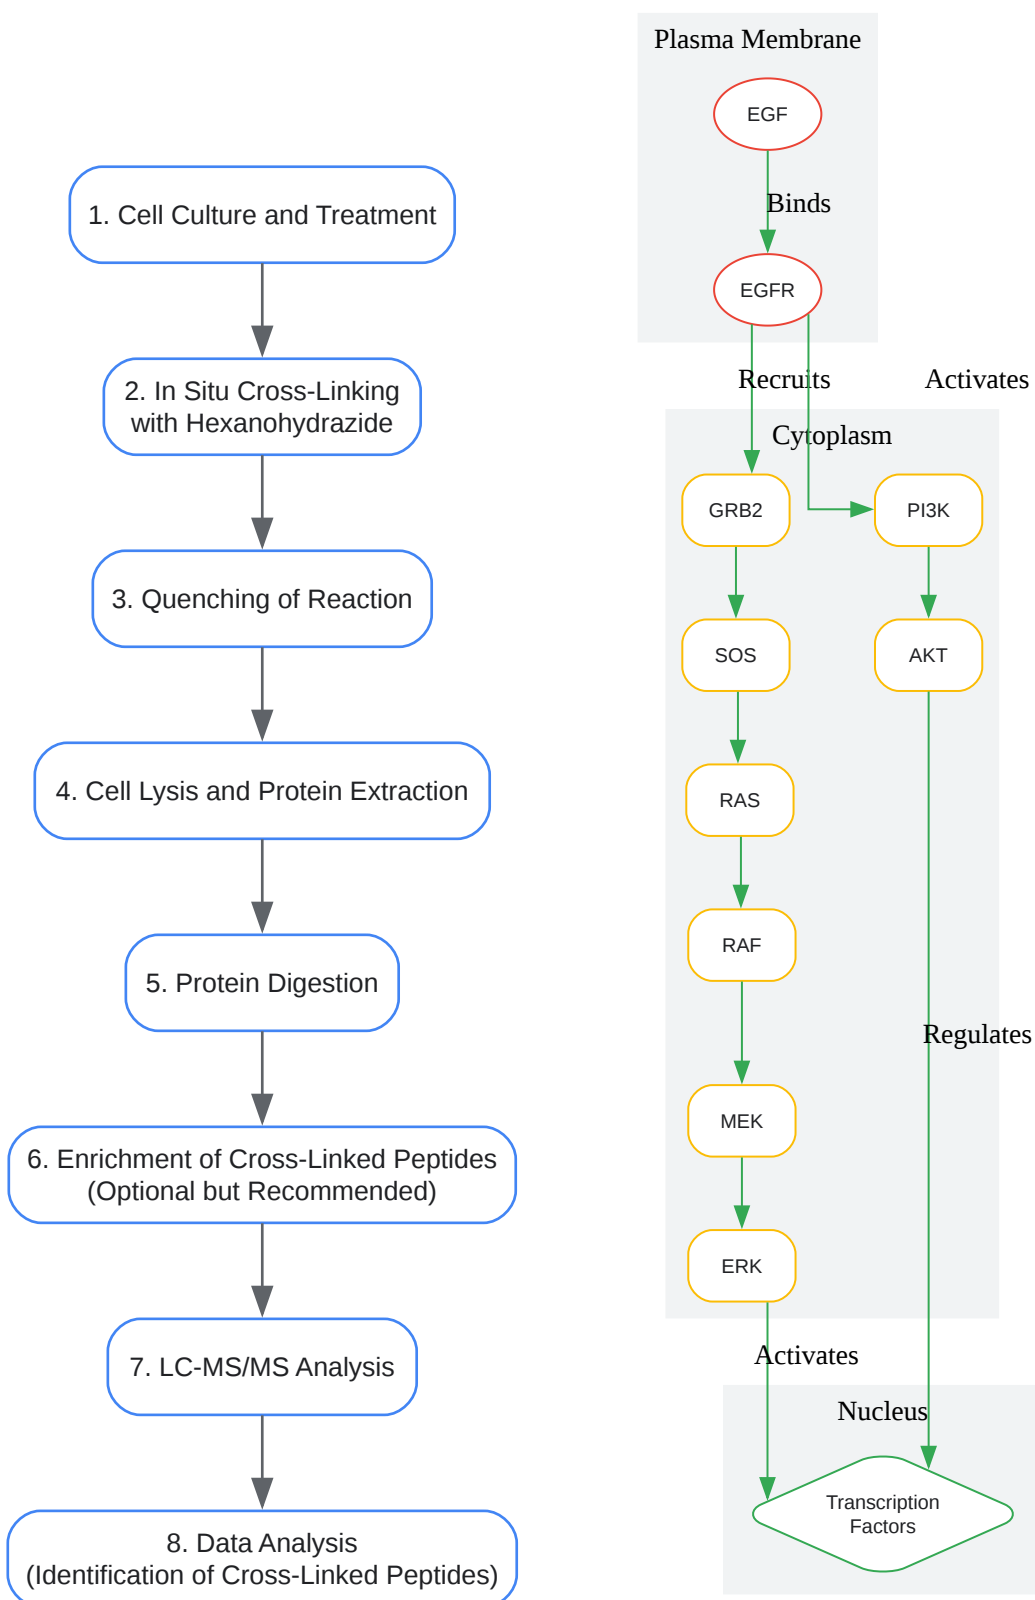 1. Cell Culture and Treatment
2. In Situ Cross-Linking
with Hexanohydrazide
3. Quenching of Reaction
4. Cell Lysis and Protein Extraction
5. Protein Digestion
6. Enrichment of Cross-Linked Peptides
(Optional but Recommended)
7. LC-MS/MS Analysis
8. Data Analysis
(Identification of Cross-Linked Peptides)
Plasma Membrane
EGF
Binds
EGFR
Recruits
Activates
Cytoplasm
GRB2
PI3K
SOS
AKT
RAS
RAF
Regulates
MEK
ERK
Activates
Nucleus
Transcription
Factors